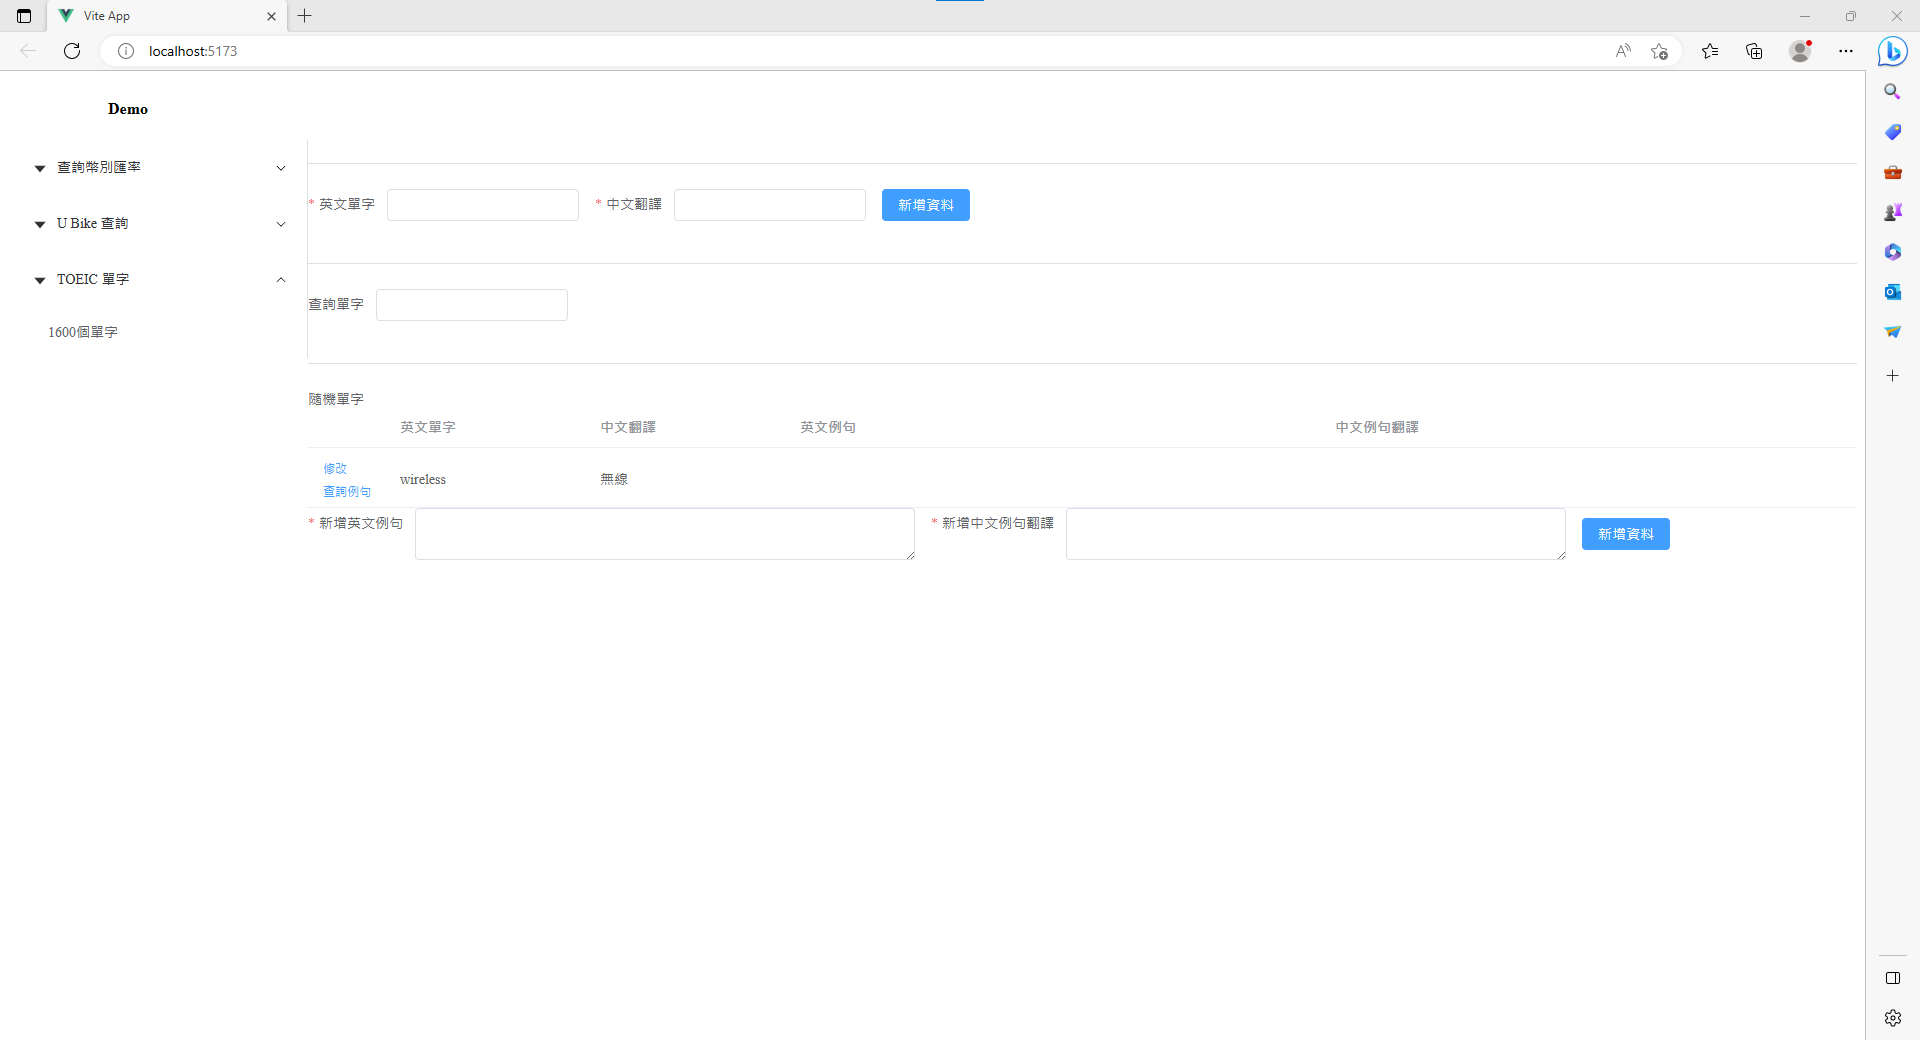 Vite App
localhost:5173
Demo
查詢幣別匯率
U Bike 查詢
TOEIC 單字
1600個單字
* 英文單字 * 中文翻譯 新增資料
查詢單字
隨機單字
英文單字 中文翻譯 英文例句 中文例句翻譯
修改
查詢例句
wireless 無線
* 新增英文例句 * 新增中文例句翻譯 新增資料